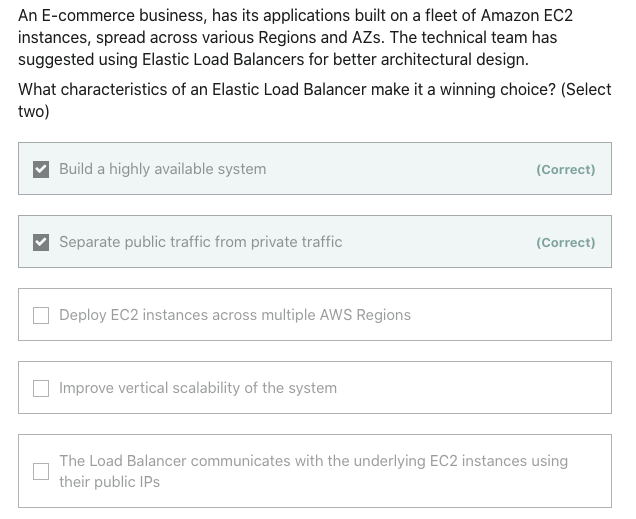 An E-commerce business, has its applications built on a fleet of Amazon EC2
instances, spread across various Regions and AZs. The technical team has
suggested using Elastic Load Balancers for better architectural design.
What characteristics of an Elastic Load Balancer make it a winning choice? (Select
two)
Build a highly available system (Correct)
Separate public traffic from private traffic (Correct)
Deploy EC2 instances across multiple AWS Regions
Improve vertical scalability of the system
The Load Balancer communicates with the underlying EC2 instances using
their public IPs